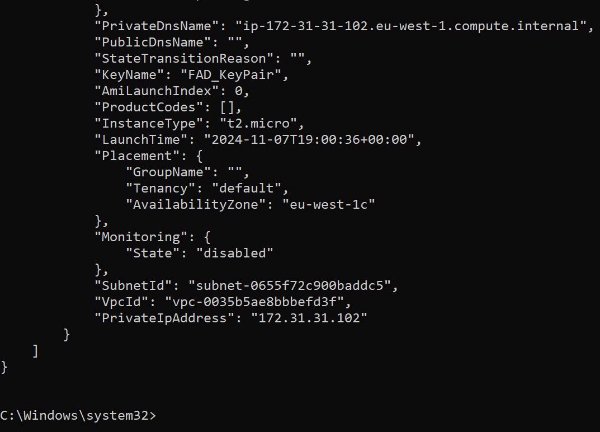 },
"PrivateDnsName": "ip-172-31-31-102.eu-west-1.compute.internal",
"PublicDnsName": "",
"StateTransitionReason": "",
"KeyName": "FAD_KeyPair",
"AmiLaunchIndex": 0,
"ProductCodes": [],
"InstanceType": "t2.micro",
"LaunchTime": "2024-11-07T19:00:36+00:00",
"Placement": {
"GroupName": "",
"Tenancy": "default",
"AvailabilityZone": "eu-west-1c"
},
"Monitoring": {
"State": "disabled"
},
"SubnetId": "subnet-0655f72c900baddc5",
"VpcId": "vpc-0035b5ae8bbbefd3f",
"PrivateIpAddress": "172.31.31.102"
}
]
}
C:\Windows\system32>